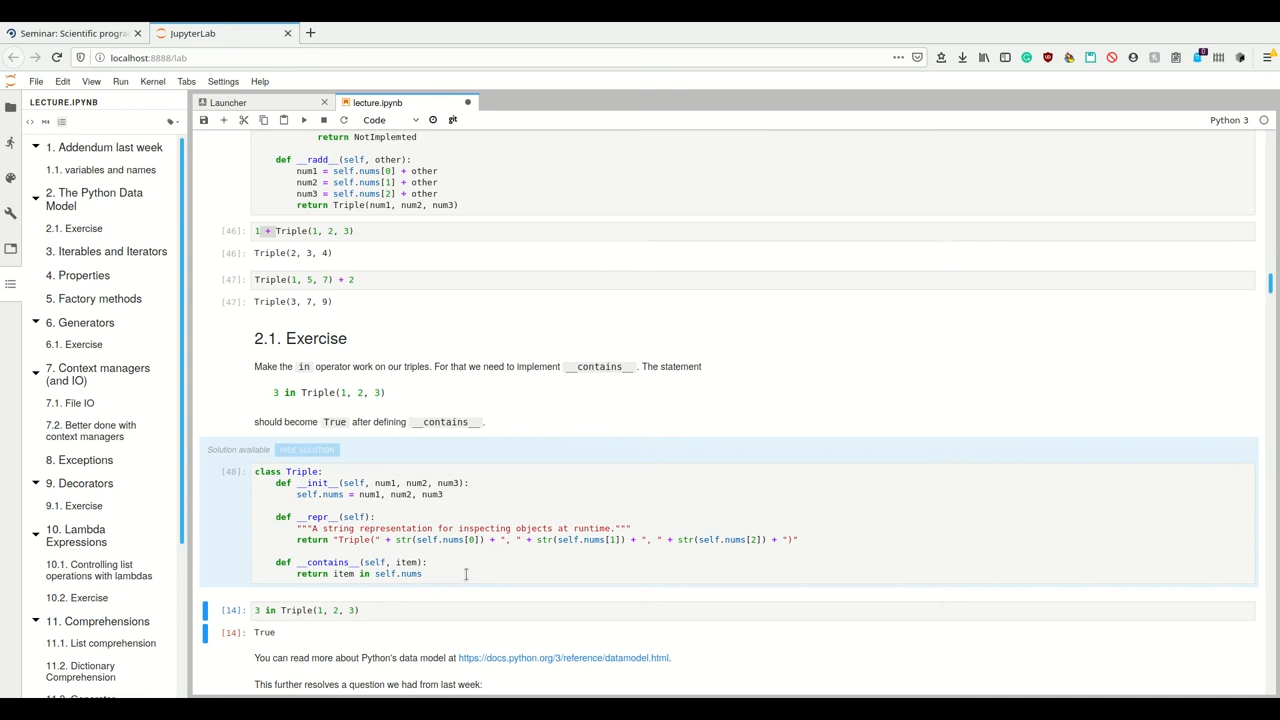 Seminar: Scientific progra
JupyterLab
localhost:8888/lab
0
File Edit View Run Kernel Tabs Settings Help
LECTURE.IPYNB
Launcher
lecture.ipynb
Code
git
Python 3
1. Addendum last week
1.1. variables and names
2. The Python Data
Model
2.1. Exercise
3. Iterables and Iterators
4. Properties
5. Factory methods
6. Generators
6.1. Exercise
7. Context managers
(and IO)
7.1. File IO
7.2. Better done with
context managers
8. Exceptions
9. Decorators
9.1. Exercise
10. Lambda
Expressions
10.1. Controlling list
operations with lambdas
10.2. Exercise
11. Comprehensions
11.1. List comprehension
11.2. Dictionary
Comprehension
return NotImplemted
def __radd__(self, other):
num1 = self.nums[0] + other
num2 = self.nums[1] + other
num3 = self.nums[2] + other
return Triple(num1, num2, num3)
[46]: 1 + Triple(1, 2, 3)
[46]: Triple(2, 3, 4)
[47]: Triple(1, 5, 7) + 2
[47]: Triple(3, 7, 9)
2.1. Exercise
Make the in operator work on our triples. For that we need to implement __contains__. The statement
3 in Triple(1, 2, 3)
should become True after defining __contains__.
Solution available HIDE SOLUTION
[48]: class Triple:
def __init__(self, num1, num2, num3):
self.nums = num1, num2, num3
def __repr__(self):
"""A string representation for inspecting objects at runtime."""
return "Triple(" + str(self.nums[0]) + ", " + str(self.nums[1]) + ", " + str(self.nums[2]) + ")"
def __contains__(self, item):
return item in self.nums
[14]: 3 in Triple(1, 2, 3)
[14]: True
You can read more about Python's data model at https://docs.python.org/3/reference/datamodel.html.
This further resolves a question we had from last week: